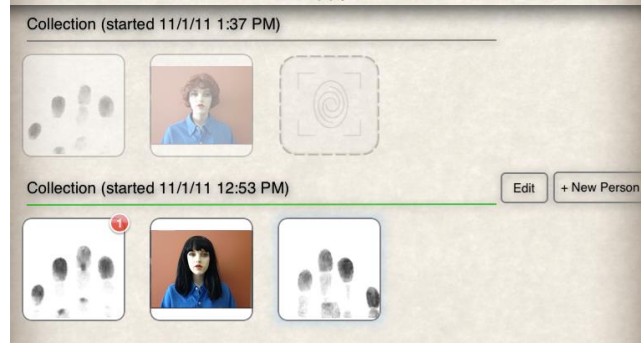 Collection (started 11/1/11 1:37 PM)
Collection (started 11/1/11 12:53 PM)
Edit
+ New Person
1